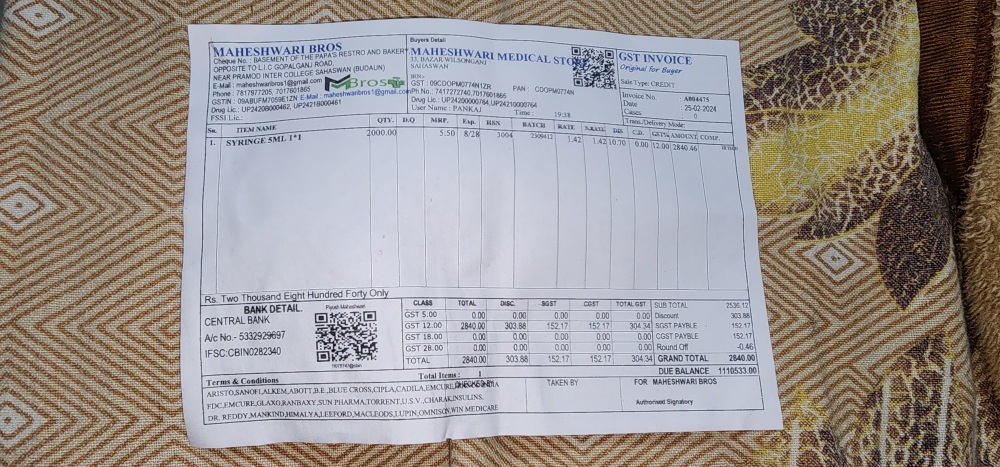 MAHESHWARI BROS
Cheque No. : BASEMENT OF THE PAPA'S RESTRO AND BAKERY
OPPOSITE TO L.I.C GOPALGANJ ROAD,
NEAR PRAMOD INTER COLLEGE SAHASWAN (BUDAUN)
E-Mail : maheshwaribros1@gmail.com
Phone : 7817977205, 7017601865
GSTIN : 09ABUFM7059E1ZN E-Mail : maheshwaribros1@gmail.com
Drug Lic.: UP2420B000462, UP2421B000461
FSSI Lic.:
MBros
Buyers Detail
MAHESHWARI MEDICAL STORE
33, BAZAR WILSONGANJ
SAHASWAN
GST : 09CDOPM0774N1ZR PAN : CDOPM0774N
Ph.No.: 7417272740,7017601865
Drug Lic : UP24200000764,UP24210000764
User Name : PANKAJ Time : 19:38
GST INVOICE
Original for Buyer
Sale Type: CREDIT
Invoice No. A004475
Date : 25-02-2024
Cases 0
Trans./Delivery Mode:
Sn. ITEM NAME QTY. D.Q MRP. Exp. HSN BATCH RATE N.RATE DIS C.D. GST% AMOUNT COMP.
1. SYRINGE 5ML 1*1 2000.00 5.50 8/28 3004 1.42 1.42 10.70 0.00 12.00 2840.46
Rs. Two Thousand Eight Hundred Forty Only
BANK DETAIL
CENTRAL BANK
A/c No.- 5332929697
IFSC:CBIN0282340
Piyush Maheshwari
CLASS TOTAL DISC. SGST CGST TOTAL GST
GST 5.00 0.00 0.00 0.00 0.00 0.00
GST 12.00 2840.00 303.88 152.17 152.17 304.34
GST 18.00 0.00 0.00 0.00 0.00 0.00
GST 28.00 0.00 0.00 0.00 0.00 0.00
TOTAL 2840.00 303.88 152.17 152.17 304.34
SUB TOTAL 2536.12
Discount 303.88
SGST PAYBLE 152.17
CGST PAYBLE 152.17
Round Off -0.46
GRAND TOTAL 2840.00
DUE BALANCE 1110533.00
Terms & Conditions Total Items : 1
ARISTO,SANOFI,ALKEM,ABOTT,B.E.,BLUE CROSS,CIPLA,CADILA,EMCURE,
FDC,EMCURE,GLAXO,RANBAXY,SUN PHARMA,TORRENT,U.S.V.,CHARAK,INSULINS,
DR. REDDY,MANKIND,HIMALYA,LEEFORD,MACLEODS,LUPIN,OMNISON,WIN MEDICARE
TAKEN BY
FOR MAHESHWARI BROS
Authorised Signatory